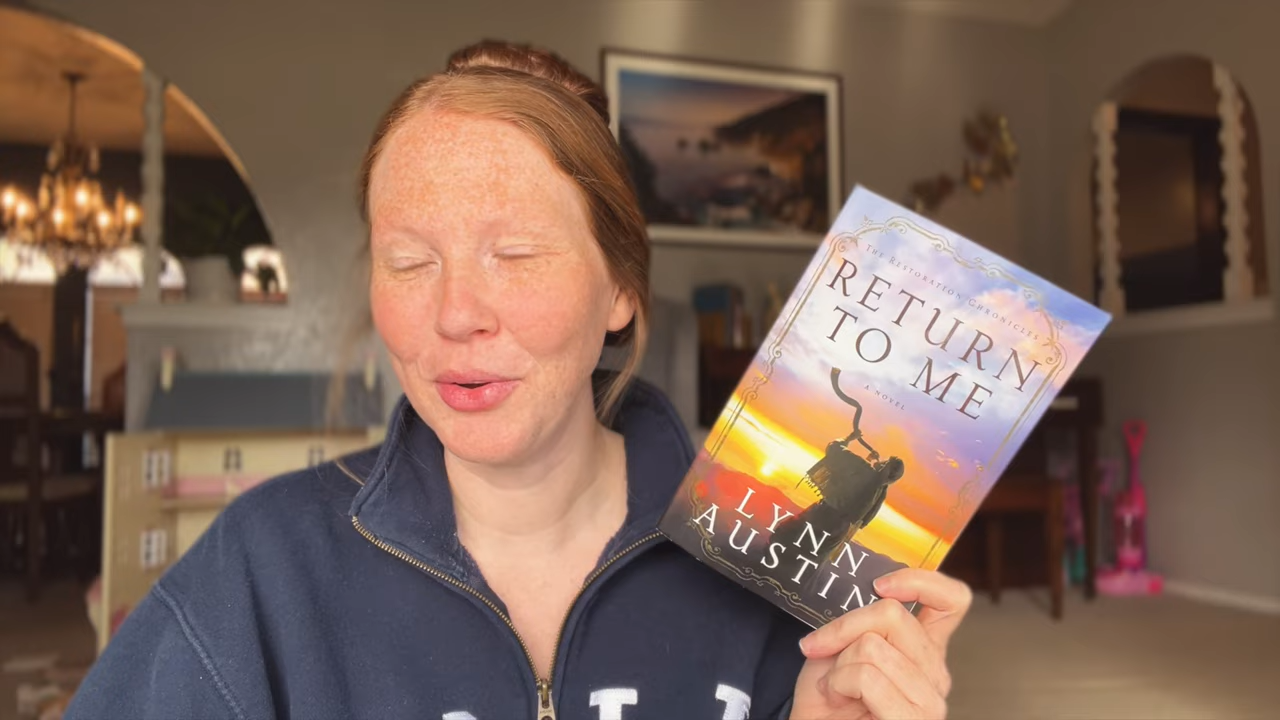 THE RESTORATION CHRONICLES
RETURN
TO ME
A NOVEL
LYNN
AUSTIN